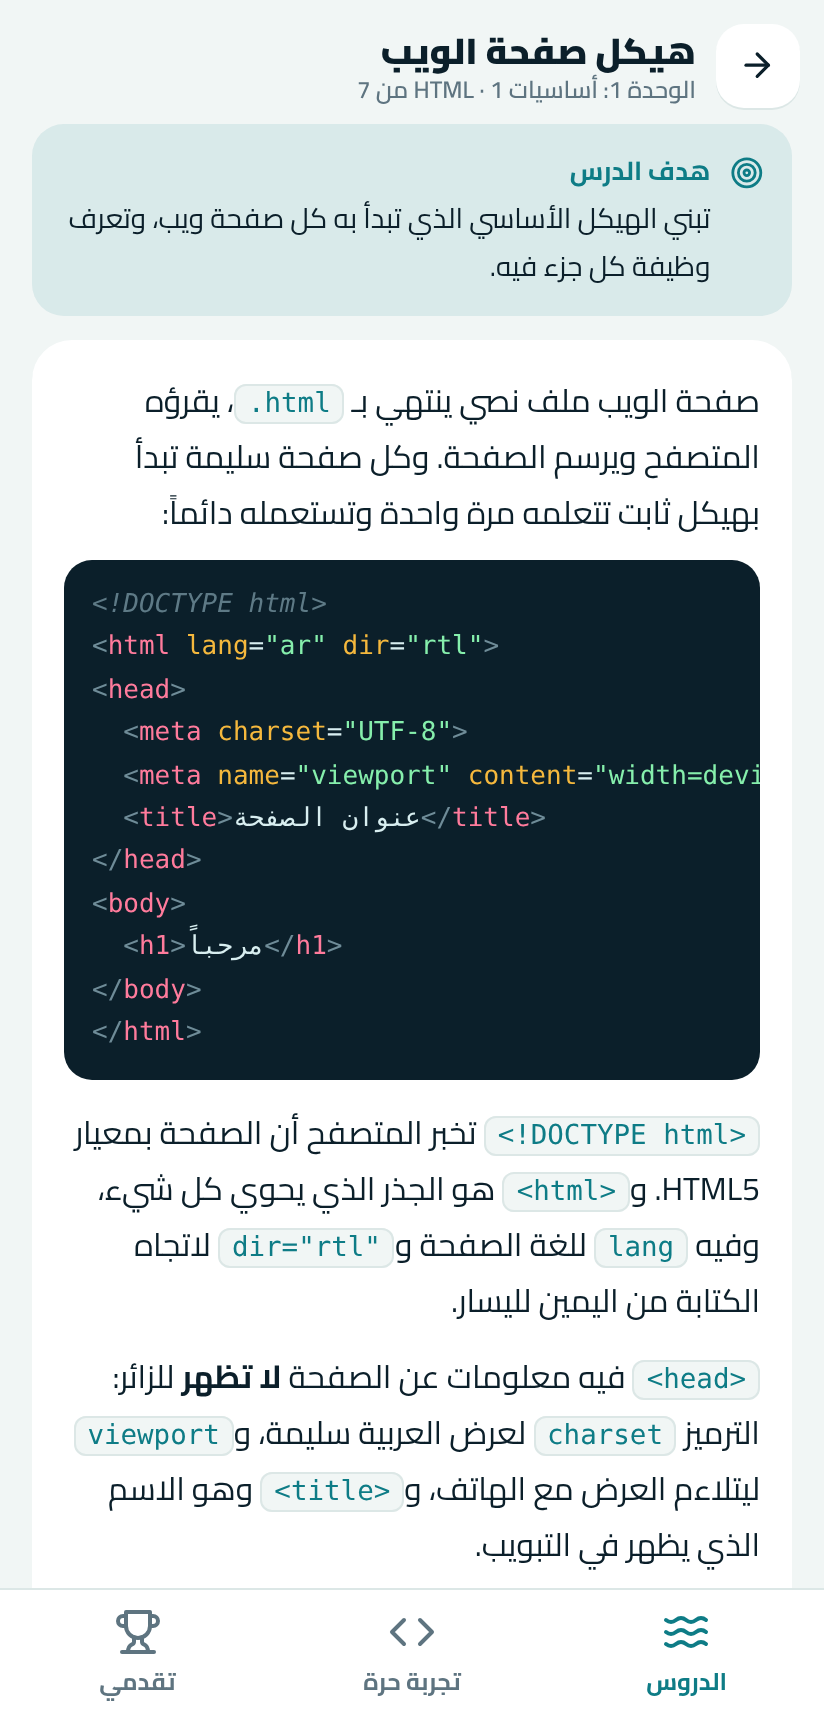 هيكل صفحة الويب
الوحدة 1: أساسيات HTML · 1 من 7
هدف الدرس
تبني الهيكل الأساسي الذي تبدأ به كل صفحة ويب، وتعرف
وظيفة كل جزء فيه.
صفحة الويب ملف نصي ينتهي بـ .html، يقرؤه
المتصفح ويرسم الصفحة. وكل صفحة سليمة تبدأ
بهيكل ثابت تتعلمه مرة واحدة وتستعمله دائماً:
<!DOCTYPE html>
<html lang="ar" dir="rtl">
<head>
  <meta charset="UTF-8">
  <meta name="viewport" content="width=devi
  <title>عنوان الصفحة</title>
</head>
<body>
  <h1>مرحباً</h1>
</body>
</html>
<!DOCTYPE html> تخبر المتصفح أن الصفحة بمعيار
HTML5. و<html> هو الجذر الذي يحوي كل شيء،
وفيه lang للغة الصفحة وdir="rtl" لاتجاه
الكتابة من اليمين لليسار.
<head> فيه معلومات عن الصفحة لا تظهر للزائر:
الترميز charset لعرض العربية سليمة، وviewport
ليتلاءم العرض مع الهاتف، و<title> وهو الاسم
الذي يظهر في التبويب.
الدروس
تجربة حرة
تقدمي